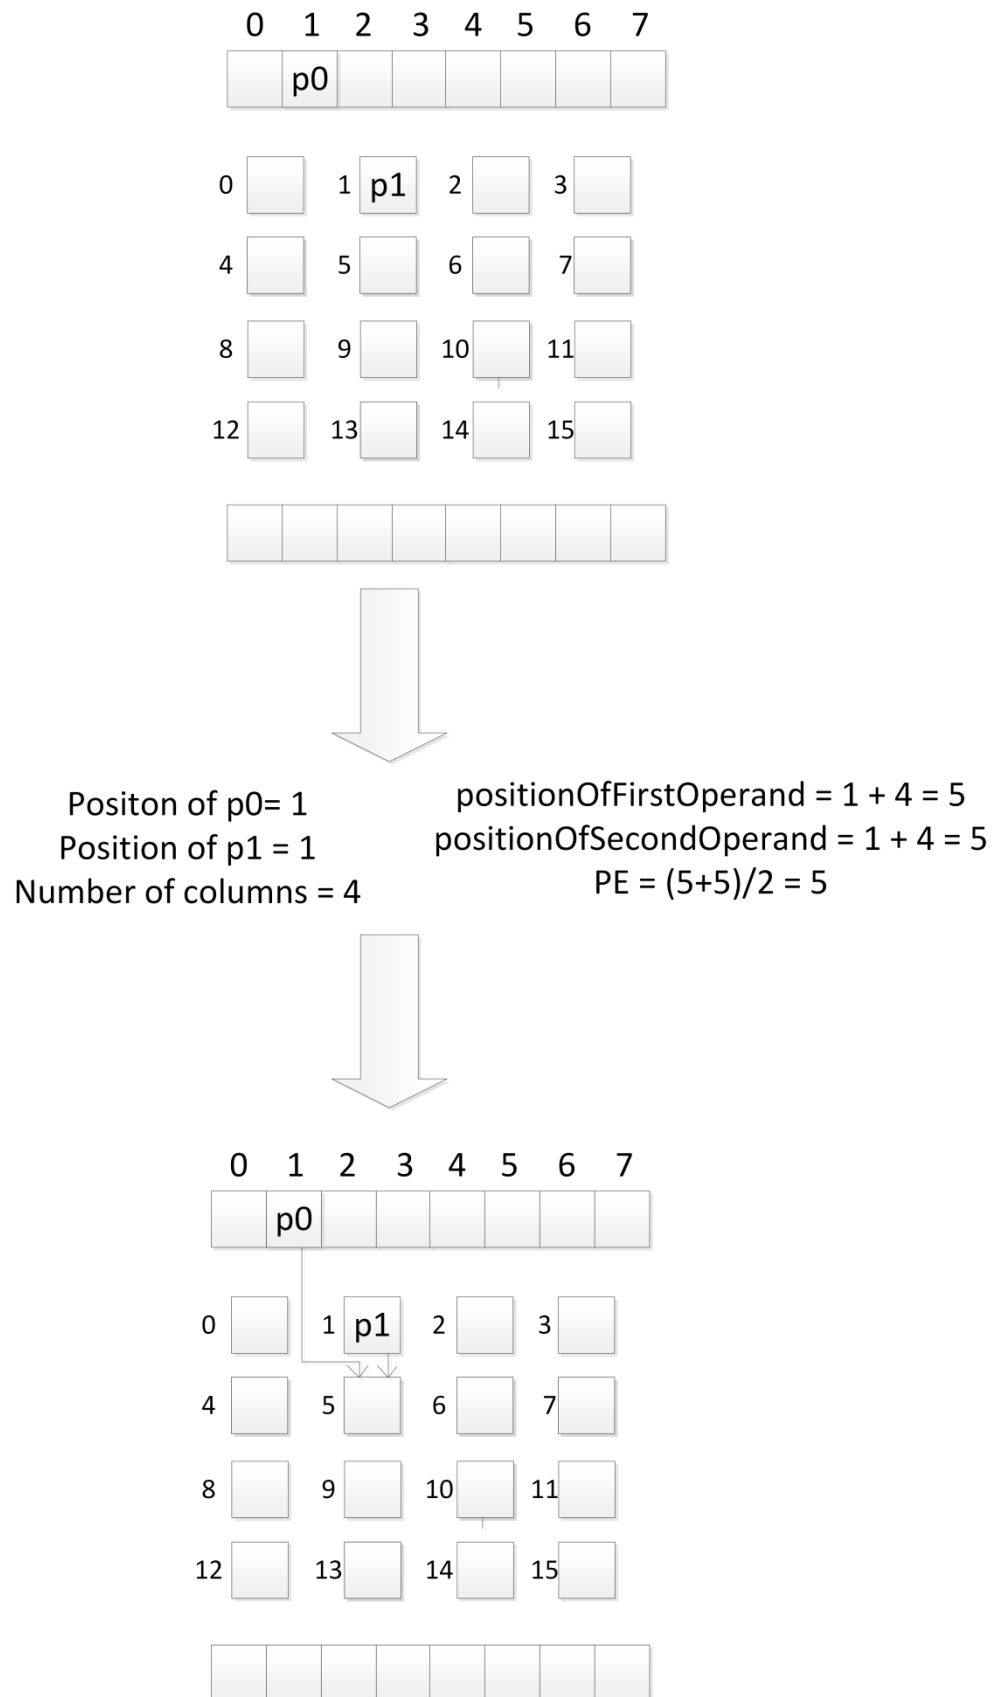 0 1 2 3 4 5 6 7
p0
0 1 p1 2 3
4 5 6 7
8 9 10 11
12 13 14 15
Positon of p0= 1
Position of p1 = 1
Number of columns = 4
positionOfFirstOperand = 1 + 4 = 5
positionOfSecondOperand = 1 + 4 = 5
PE = (5+5)/2 = 5
0 1 2 3 4 5 6 7
p0
0 1 p1 2 3
4 5 6 7
8 9 10 11
12 13 14 15